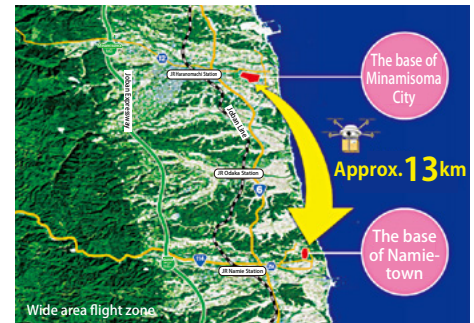 The base of
Minamisoma
City
12
JR Haranomachi Station
Joban Expressway
Joban Line
Approx.13km
JR Odaka Station
6
The base
of Namie-
town
114
JR Namie Station
Wide area flight zone